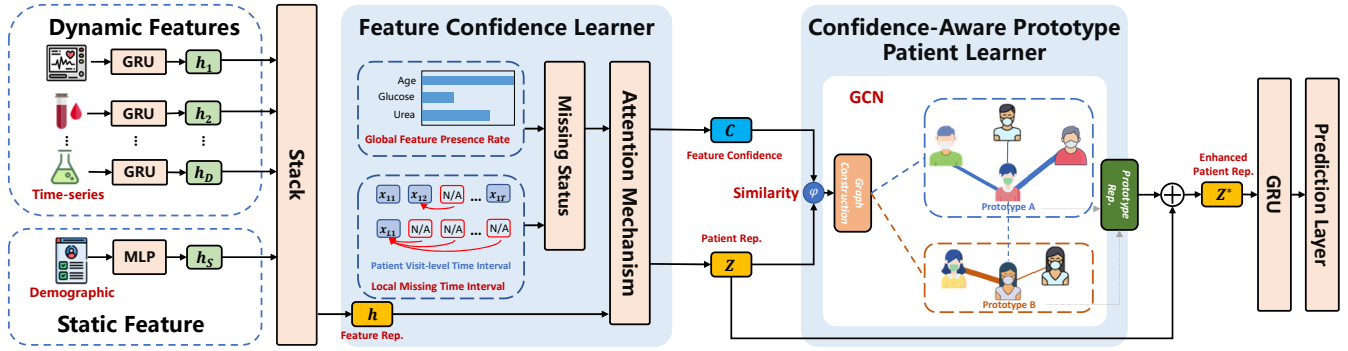 Dynamic Features
GRU
h1
GRU
h2
...
...
...
GRU
hD
Time-series
MLP
hS
Demographic
Static Feature
Stack
h
Feature Rep.
Feature Confidence Learner
Age
Glucose
Urea
Global Feature Presence Rate
x11
x12
N/A
...
x1T
xL1
N/A
N/A
...
N/A
Patient Visit-level Time Interval
Local Missing Time Interval
Missing Status
Attention Mechanism
C
Feature Confidence
Similarity
φ
Patient Rep.
Z
Confidence-Aware Prototype
Patient Learner
GCN
Graph
Construction
Prototype A
Prototype B
Prototype
Rep.
Enhanced
Patient Rep.
Z*
GRU
Prediction Layer